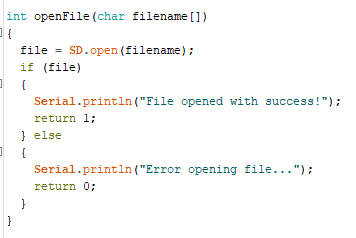 int openFile(char filename[])
{
  file = SD.open(filename);
  if (file)
  {
    Serial.println("File opened with success!");
    return 1;
  } else
  {
    Serial.println("Error opening file...");
    return 0;
  }
}